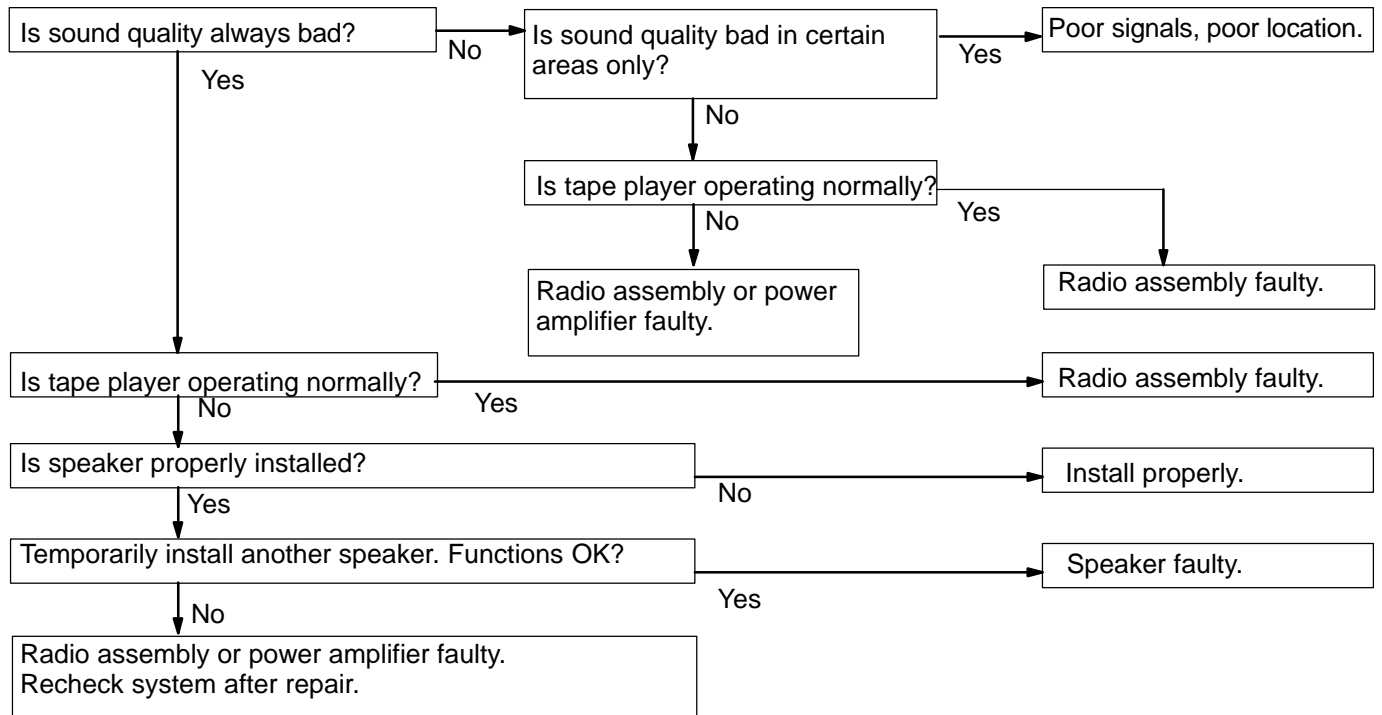 Is sound quality always bad?
No
Is sound quality bad in certain
areas only?
Yes
Poor signals, poor location.
Yes
No
Is tape player operating normally?
Yes
No
Radio assembly or power
amplifier faulty.
Radio assembly faulty.
Is tape player operating normally?
Yes
Radio assembly faulty.
No
Is speaker properly installed?
No
Install properly.
Yes
Temporarily install another speaker. Functions OK?
Yes
Speaker faulty.
No
Radio assembly or power amplifier faulty.
Recheck system after repair.